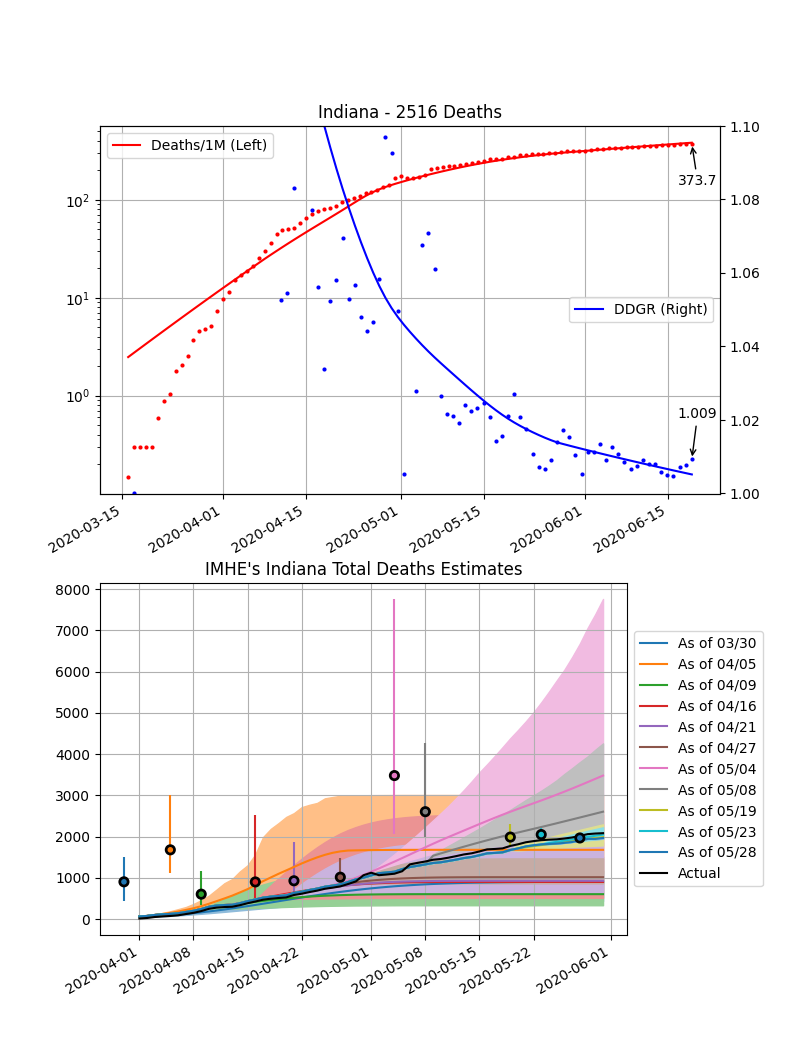 Indiana - 2516 Deaths
Deaths/1M (Left)
DDGR (Right)
373.7
1.009
10²
10¹
10⁰
1.10
1.08
1.06
1.04
1.02
1.00
2020-03-15
2020-04-01
2020-04-15
2020-05-01
2020-05-15
2020-06-01
2020-06-15
IMHE's Indiana Total Deaths Estimates
8000
7000
6000
5000
4000
3000
2000
1000
0
2020-04-01
2020-04-08
2020-04-15
2020-04-22
2020-05-01
2020-05-08
2020-05-15
2020-05-22
2020-06-01
As of 03/30
As of 04/05
As of 04/09
As of 04/16
As of 04/21
As of 04/27
As of 05/04
As of 05/08
As of 05/19
As of 05/23
As of 05/28
Actual